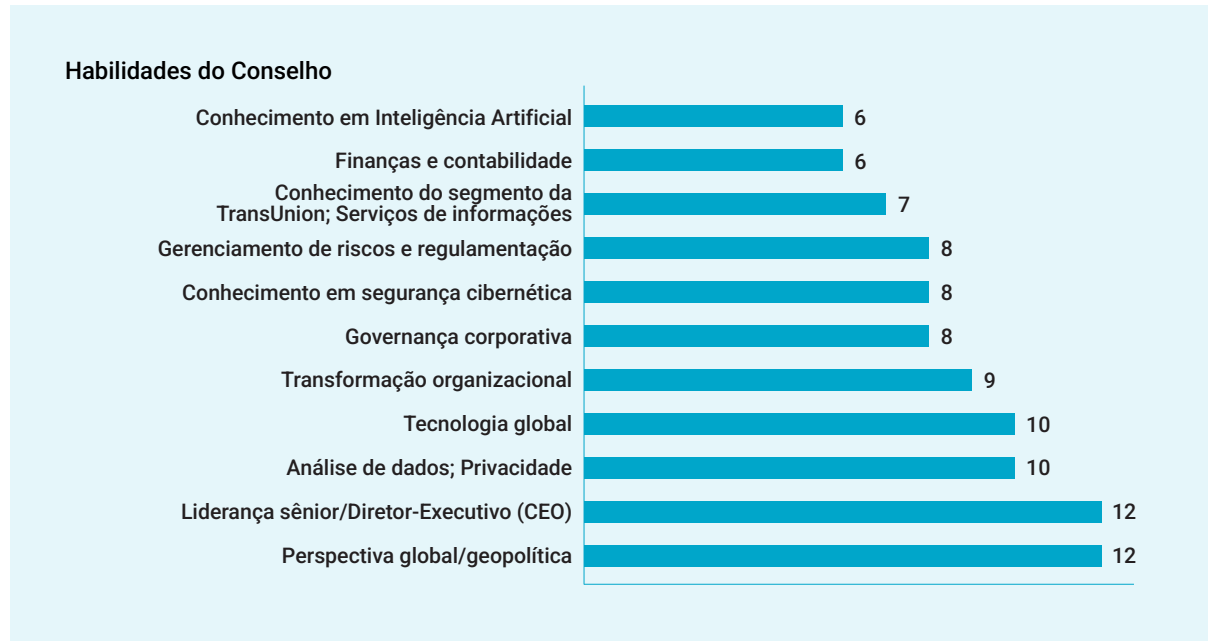 Habilidades do Conselho
Conhecimento em Inteligência Artificial 6
Finanças e contabilidade 6
Conhecimento do segmento da
TransUnion; Serviços de informações 7
Gerenciamento de riscos e regulamentação 8
Conhecimento em segurança cibernética 8
Governança corporativa 8
Transformação organizacional 9
Tecnologia global 10
Análise de dados; Privacidade 10
Liderança sênior/Diretor-Executivo (CEO) 12
Perspectiva global/geopolítica 12